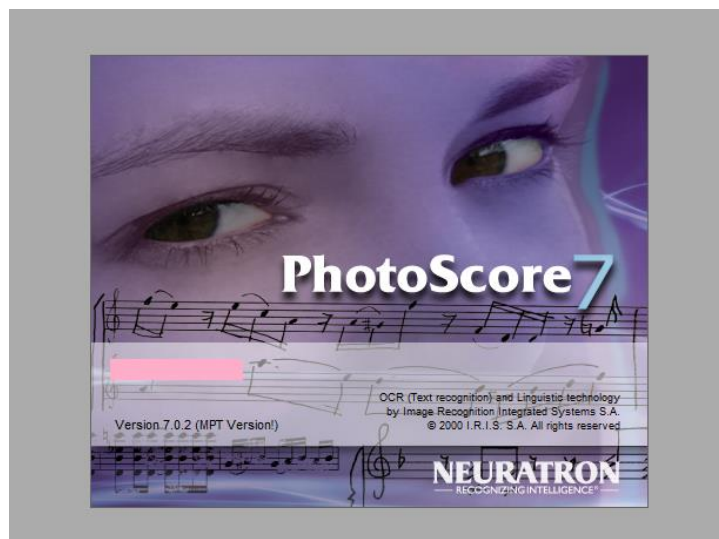 PhotoScore7
OCR (Text recognition) and Linguistic technology
by Image Recognition Integrated Systems S.A.
Version 7.0.2 (MPT Version!)
© 2000 I.R.I.S. S.A. All rights reserved
NEURATRON
RECOGNIZING INTELLIGENCE®